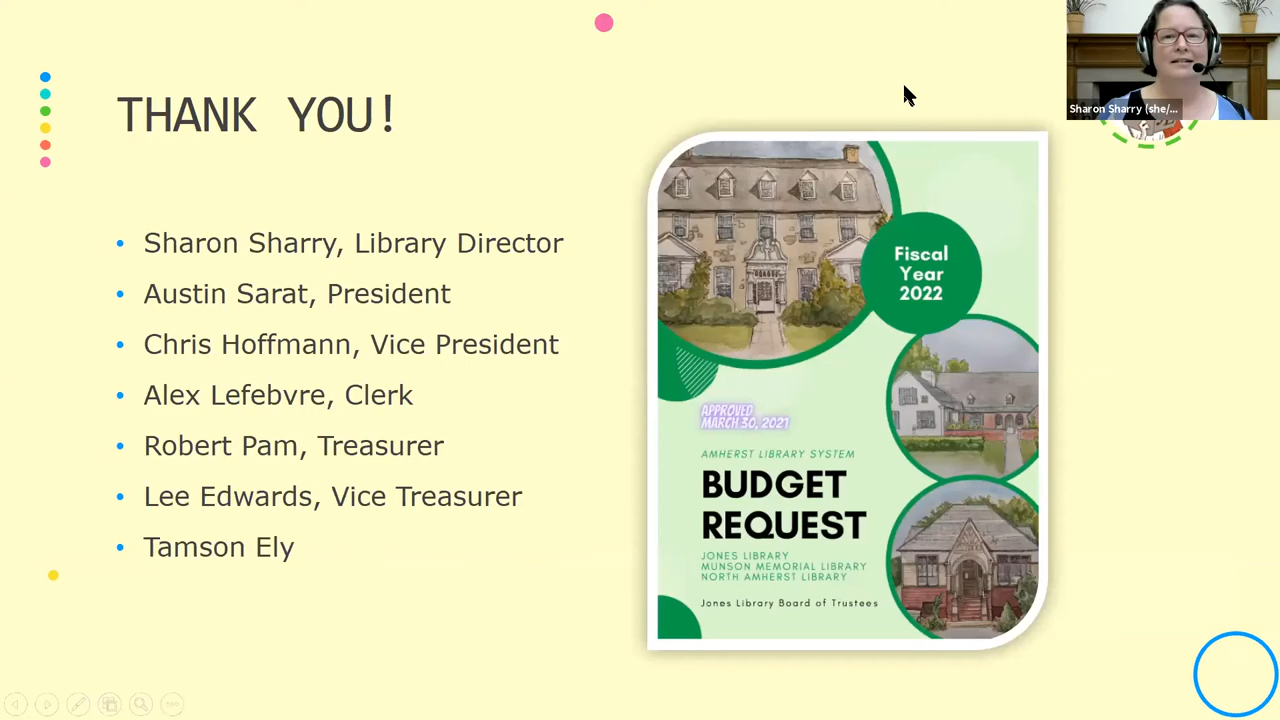 Sharon Sharry (she/...
THANK YOU!
• Sharon Sharry, Library Director
• Austin Sarat, President
• Chris Hoffmann, Vice President
• Alex Lefebvre, Clerk
• Robert Pam, Treasurer
• Lee Edwards, Vice Treasurer
• Tamson Ely
Fiscal
Year
2022
APPROVED
MARCH 30, 2021
AMHERST LIBRARY SYSTEM
BUDGET
REQUEST
JONES LIBRARY
MUNSON MEMORIAL LIBRARY
NORTH AMHERST LIBRARY
Jones Library Board of Trustees